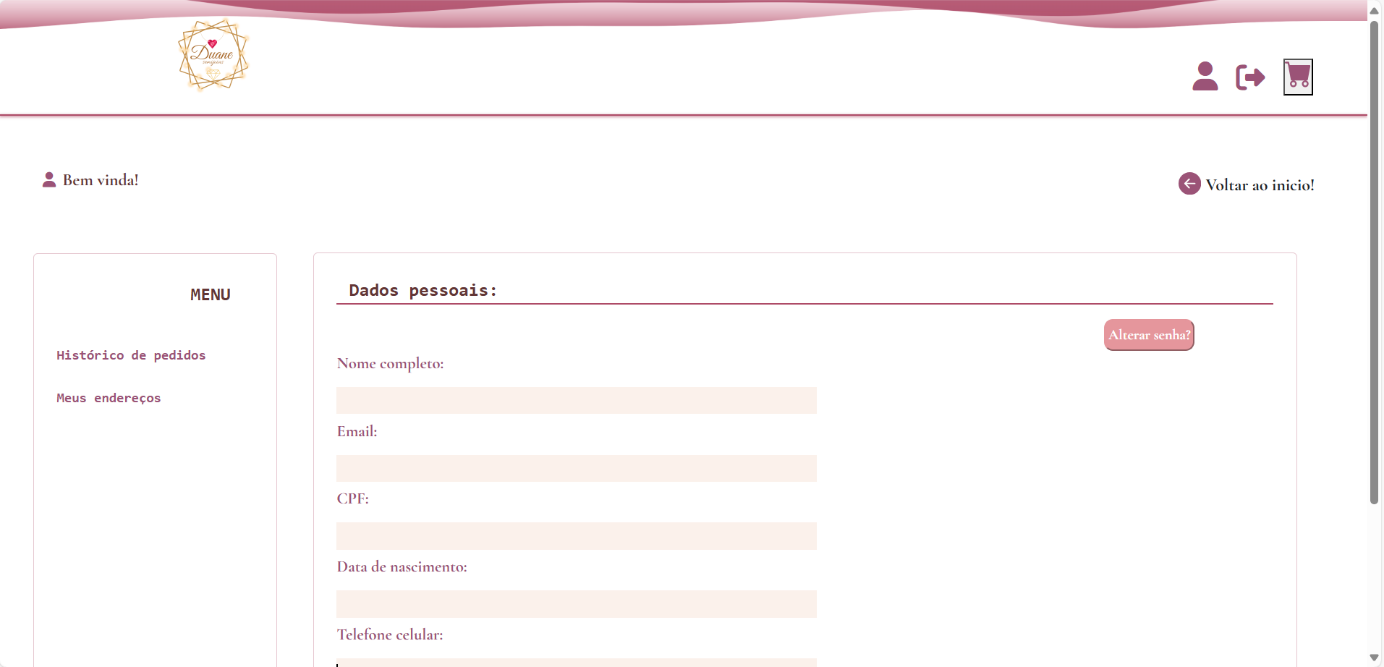 Duane
Bem vinda!
Voltar ao inicio!
MENU
Histórico de pedidos
Meus endereços
Dados pessoais:
Alterar senha?
Nome completo:
Email:
CPF:
Data de nascimento:
Telefone celular: